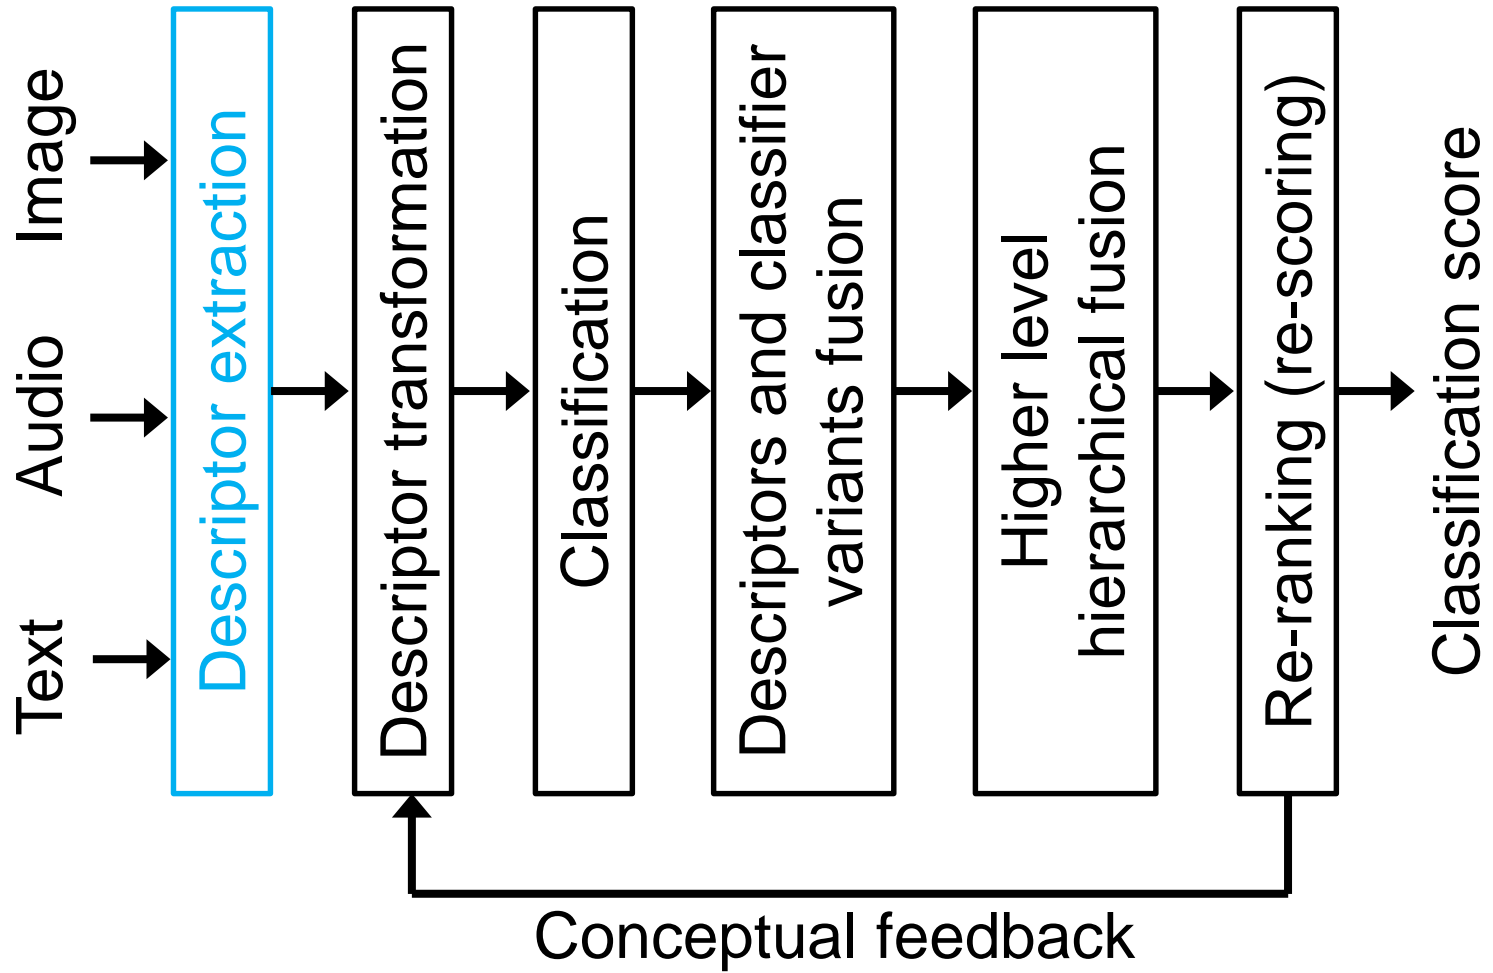 Image
Audio
Text
Descriptor extraction
Descriptor transformation
Classification
Descriptors and classifier
variants fusion
Higher level
hierarchical fusion
Re-ranking (re-scoring)
Classification score
Conceptual feedback